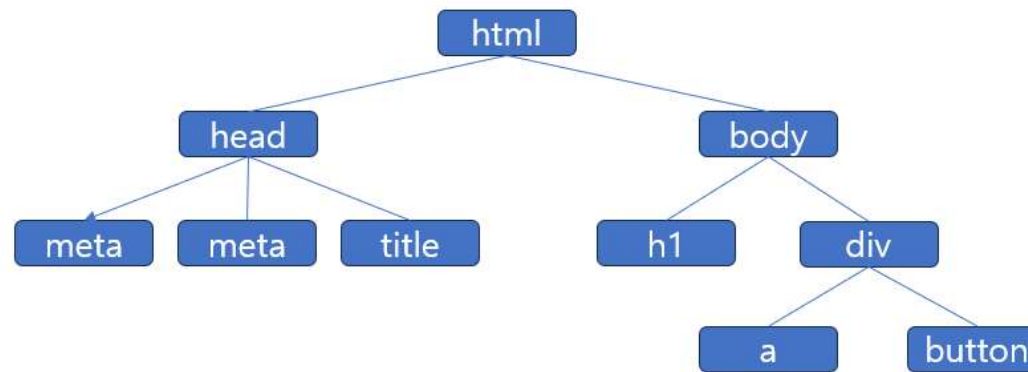 html
head
body
meta
meta
title
h1
div
a
button